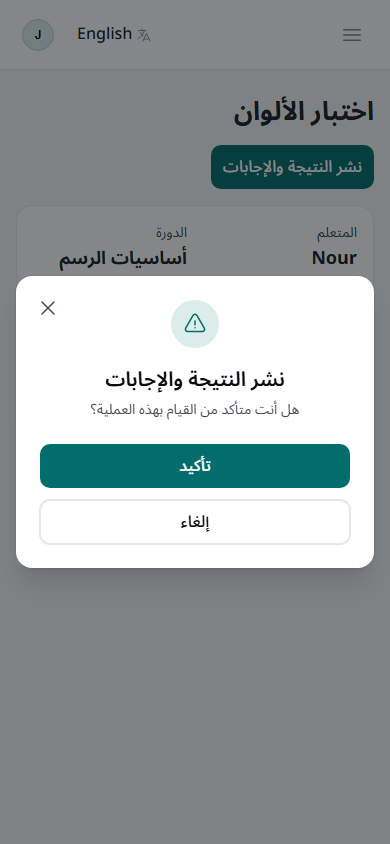 English
J
اختبار الألوان
نشر النتيجة والإجابات
المتعلم
الدورة
Nour
أساسيات الرسم
نشر النتيجة والإجابات
هل أنت متأكد من القيام بهذه العملية؟
تأكيد
إلغاء